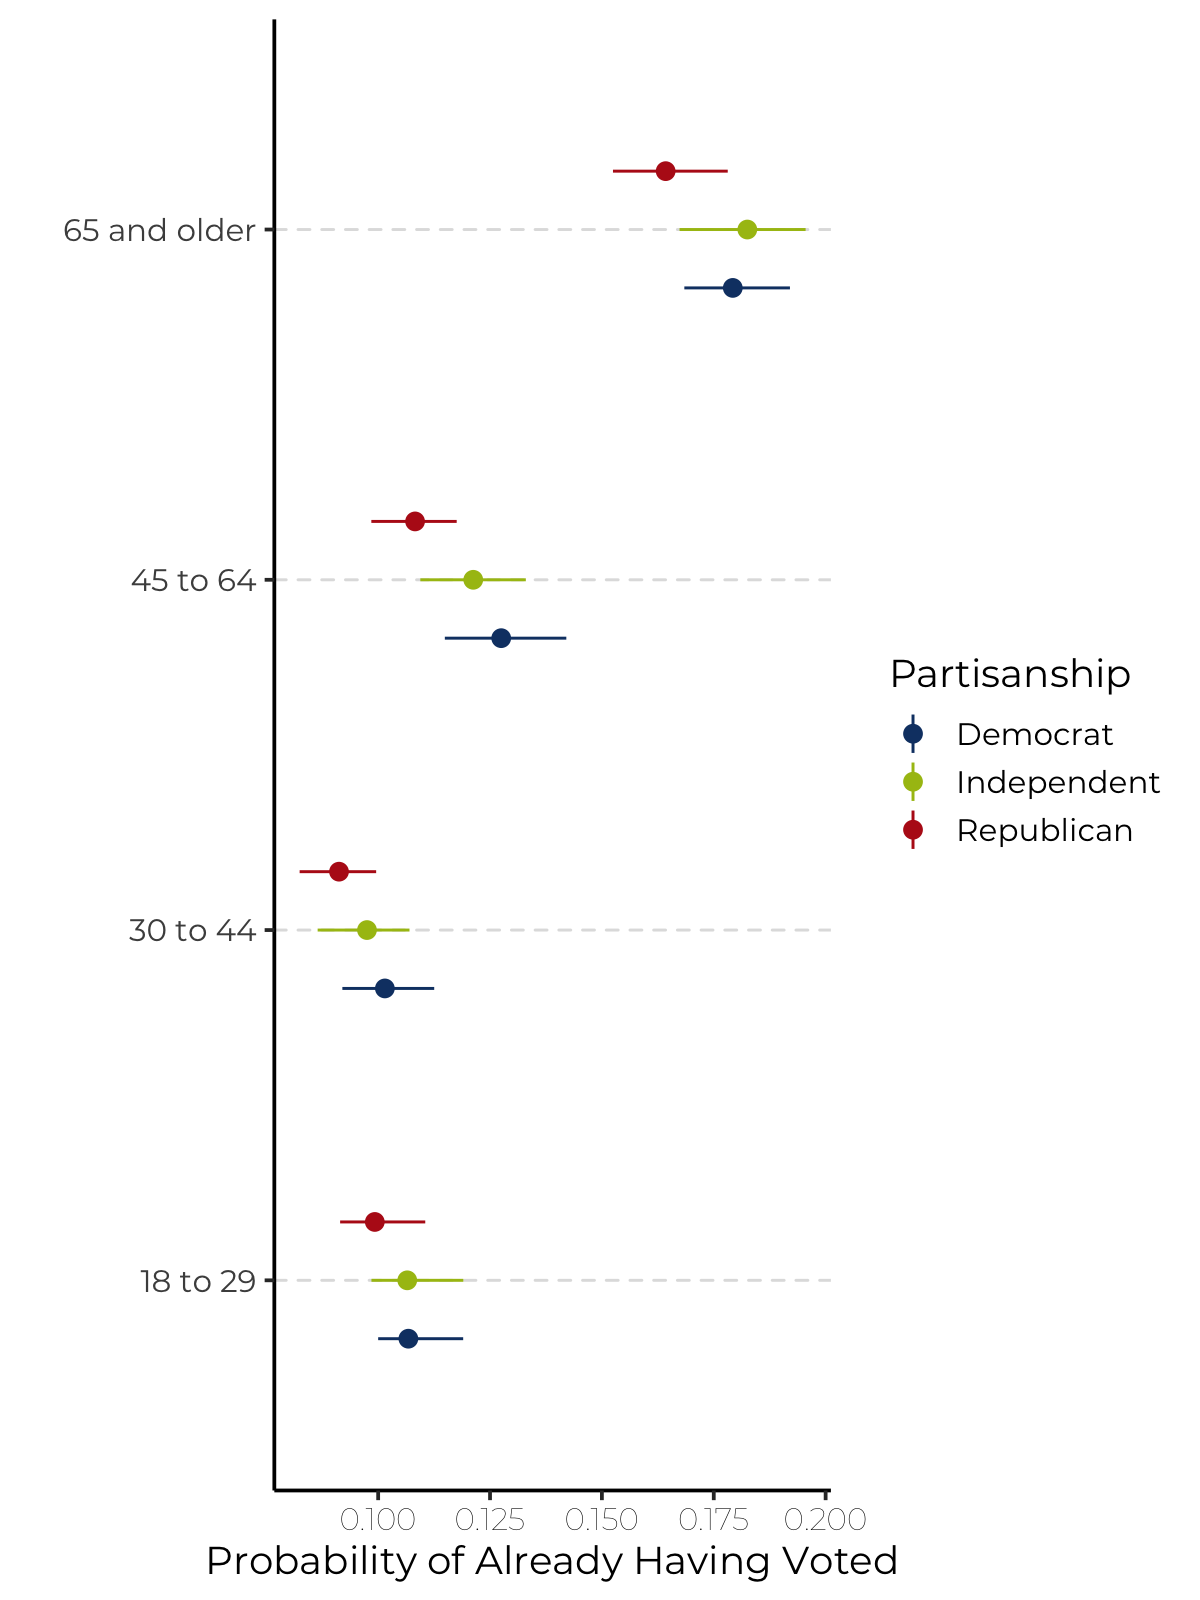 65 and older
45 to 64
30 to 44
18 to 29
0.100 0.125 0.150 0.175 0.200
Probability of Already Having Voted
Partisanship
Democrat
Independent
Republican